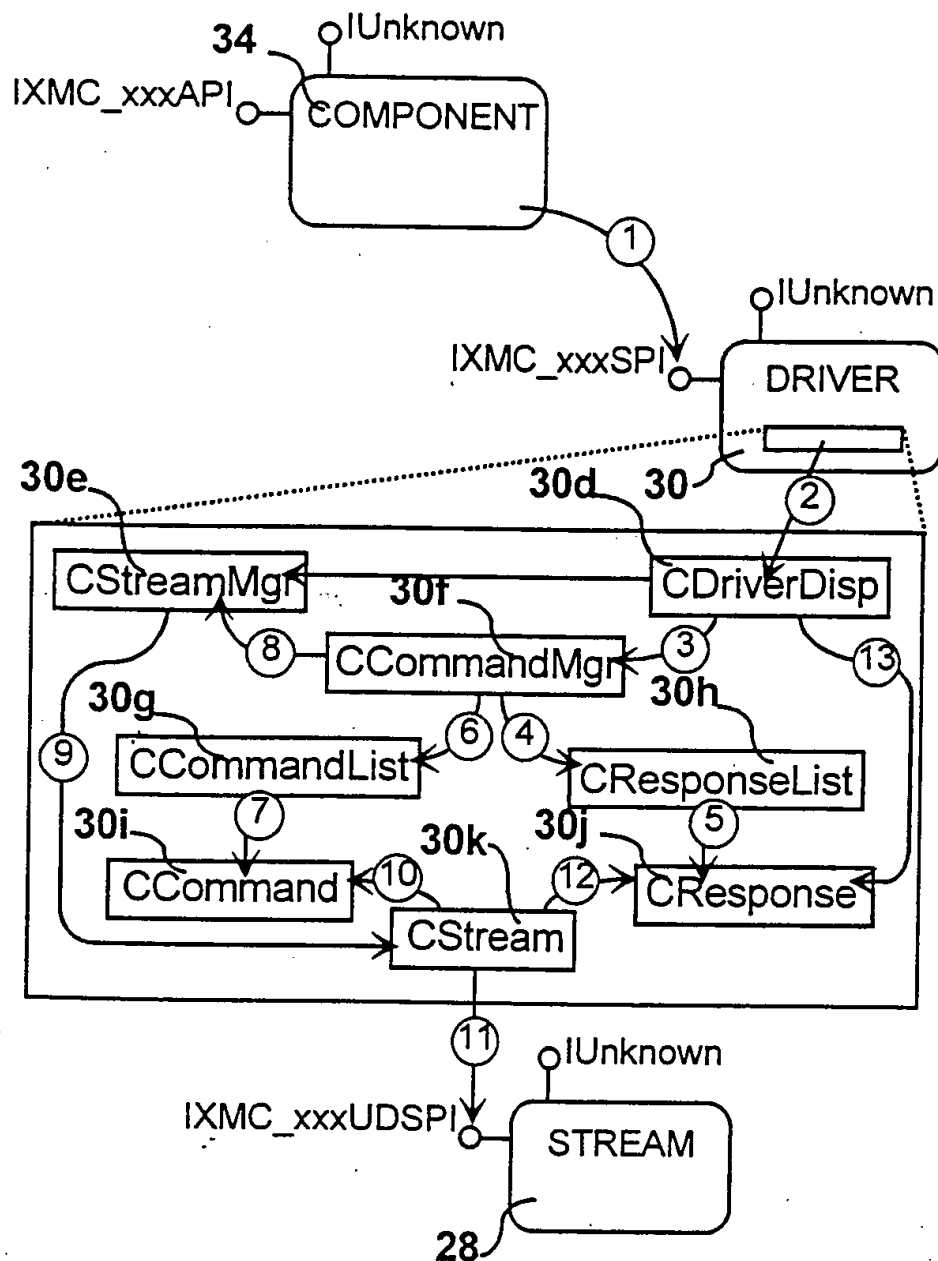 34
IUnknown
IXMC_xxxAPI
COMPONENT
1
IUnknown
IXMC_xxxSPI
DRIVER
30
2
30e
30d
CStreamMgr
30f
CDriverDisp
8
CCommandMgr
3
13
30g
6
4
30h
9
CCommandList
CResponseList
7
5
30i
30k
30j
CCommand
10
12
CResponse
CStream
11
IUnknown
IXMC_xxxUDSPI
STREAM
28